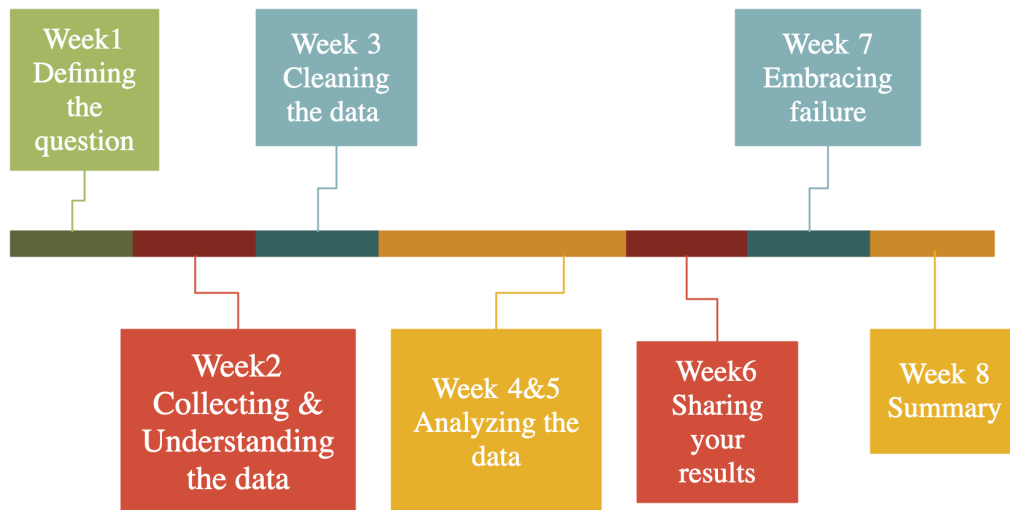 Week1
Defining
the
question
Week2
Collecting &
Understanding
the data
Week 3
Cleaning
the data
Week 4&5
Analyzing the
data
Week6
Sharing
your
results
Week 7
Embracing
failure
Week 8
Summary